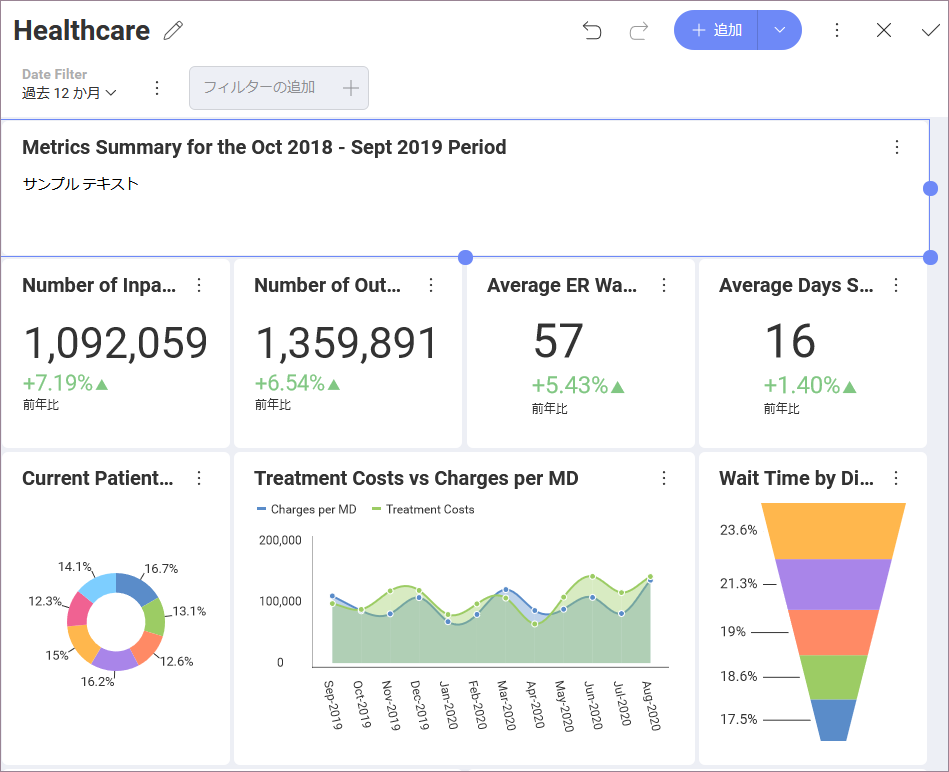 Healthcare
追加
Date Filter
過去 12 か月
フィルターの追加
Metrics Summary for the Oct 2018 - Sept 2019 Period
サンプル テキスト
Number of Inpa...
Number of Out...
Average ER Wa...
Average Days S...
1,092,059
1,359,891
57
16
+7.19%
+6.54%
+5.43%
+1.40%
前年比
前年比
前年比
前年比
Current Patient...
Treatment Costs vs Charges per MD
Wait Time by Di...
Charges per MD
Treatment Costs
14.1%
16.7%
12.3%
13.1%
15%
12.6%
16.2%
200,000
100,000
0
Sep-2019
Oct-2019
Nov-2019
Dec-2019
Jan-2020
Feb-2020
Mar-2020
Apr-2020
May-2020
Jun-2020
Jul-2020
Aug-2020
23.6%
21.3%
19%
18.6%
17.5%